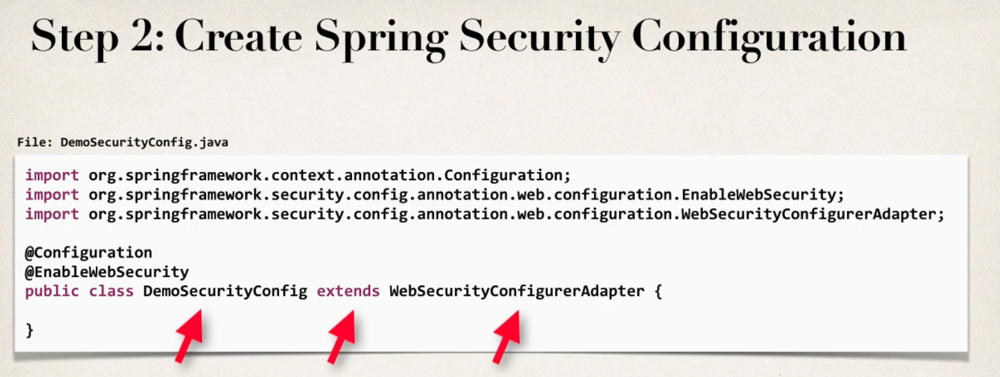 Step 2: Create Spring Security Configuration
File: DemoSecurityConfig.java
import org.springframework.context.annotation.Configuration;
import org.springframework.security.config.annotation.web.configuration.EnableWebSecurity;
import org.springframework.security.config.annotation.web.configuration.WebSecurityConfigurerAdapter;
@Configuration
@EnableWebSecurity
public class DemoSecurityConfig extends WebSecurityConfigurerAdapter {
}